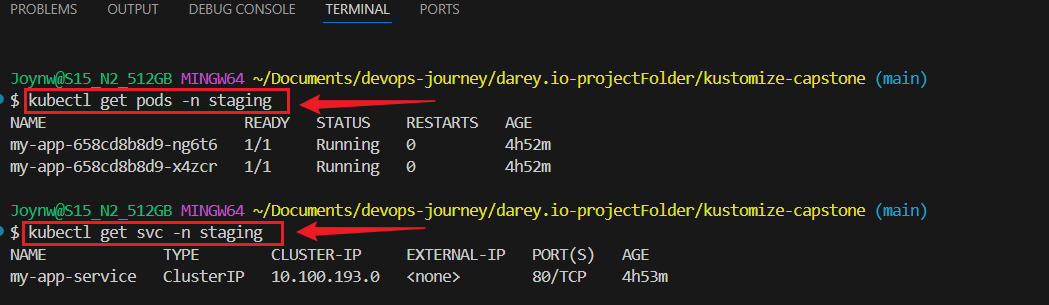 PROBLEMS OUTPUT DEBUG CONSOLE TERMINAL PORTS
Joynw@S15_N2_512GB MINGW64 ~/Documents/devops-journey/darey.io-projectFolder/kustomize-capstone (main)
$ kubectl get pods -n staging
NAME READY STATUS RESTARTS AGE
my-app-658cd8b8d9-ng6t6 1/1 Running 0 4h52m
my-app-658cd8b8d9-x4zcr 1/1 Running 0 4h52m
Joynw@S15_N2_512GB MINGW64 ~/Documents/devops-journey/darey.io-projectFolder/kustomize-capstone (main)
$ kubectl get svc -n staging
NAME TYPE CLUSTER-IP EXTERNAL-IP PORT(S) AGE
my-app-service ClusterIP 10.100.193.0 <none> 80/TCP 4h53m